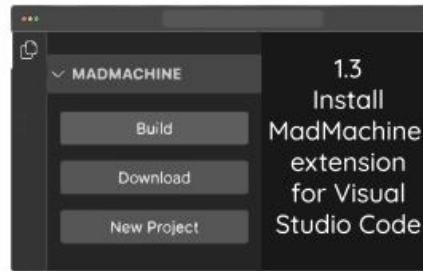 MADMACHINE
Build
Download
New Project
1.3
Install
MadMachine
extension
for Visual
Studio Code